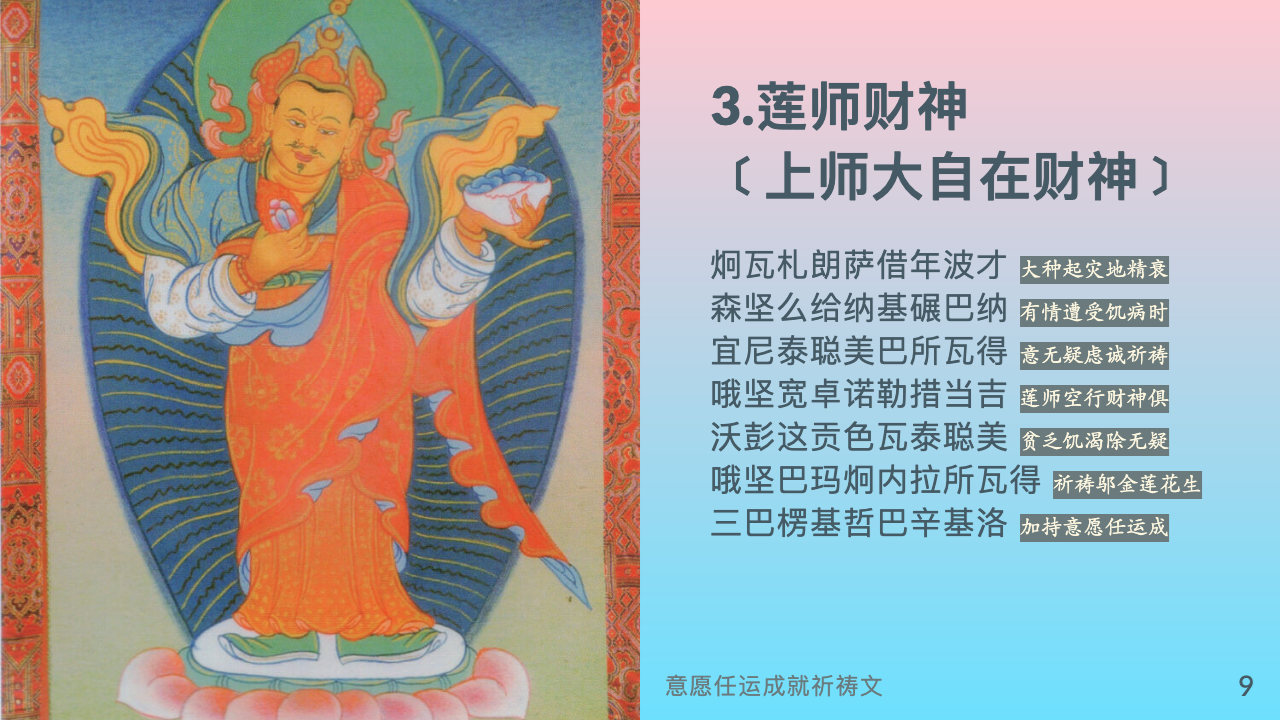 3.莲师财神
﹝上师大自在财神﹞
炯瓦札朗萨借年波才 大种起灾地精衰
森坚么给纳基碾巴纳 有情遭受饥病时
宜尼泰聪美巴所瓦得 意无疑虑诚祈祷
哦坚宽卓诺勒措当吉 莲师空行财神俱
沃彭这贡色瓦泰聪美 贫乏饥渴除无疑
哦坚巴玛炯内拉所瓦得 祈祷邬金莲花生
三巴楞基哲巴辛基洛 加持意愿任运成
意愿任运成就祈祷文
9